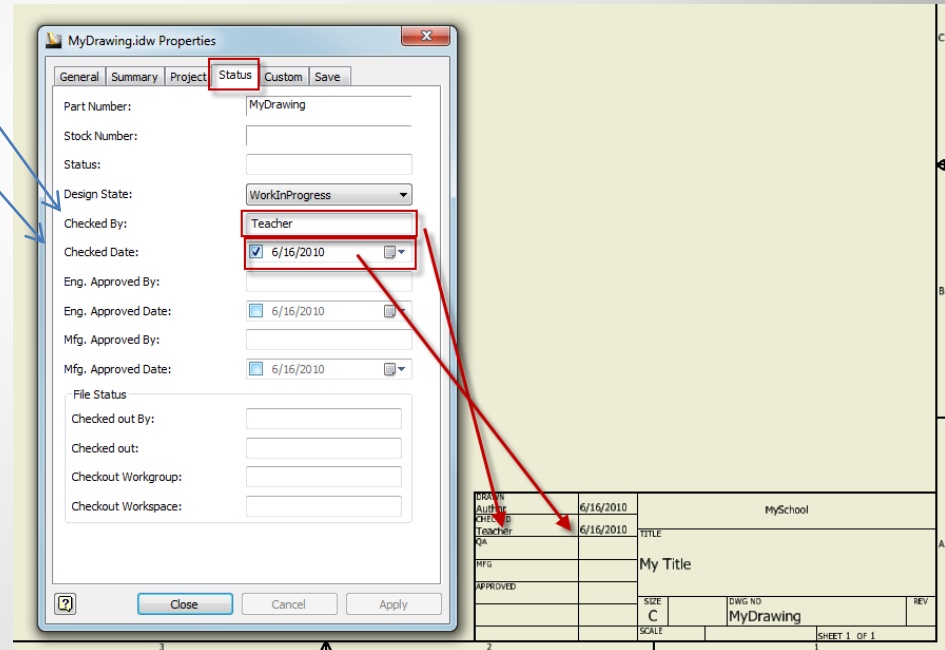 MyDrawing.idw Properties
General Summary Project Status Custom Save
Part Number: MyDrawing
Stock Number:
Status:
Design State: WorkInProgress
Checked By: Teacher
Checked Date: 6/16/2010
Eng. Approved By:
Eng. Approved Date: 6/16/2010
Mfg. Approved By:
Mfg. Approved Date: 6/16/2010
File Status
Checked out By:
Checked out:
Checkout Workgroup:
Checkout Workspace:
Close Cancel Apply
C
B
A
DRAWN
Author 6/16/2010
CHECKED
Teacher 6/16/2010
QA
MFG
APPROVED
MySchool
TITLE
My Title
SIZE
C
DWG NO
MyDrawing
REV
SCALE
SHEET 1 OF 1
3 2 1